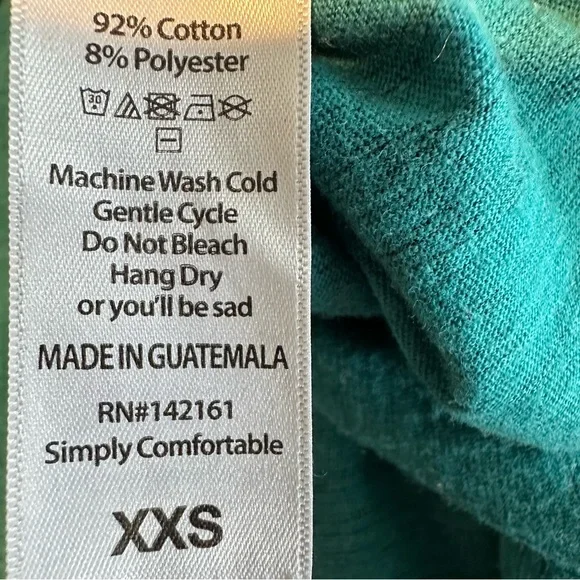 92% Cotton
8% Polyester
30
Machine Wash Cold
Gentle Cycle
Do Not Bleach
Hang Dry
or you'll be sad
MADE IN GUATEMALA
RN#142161
Simply Comfortable
XXS